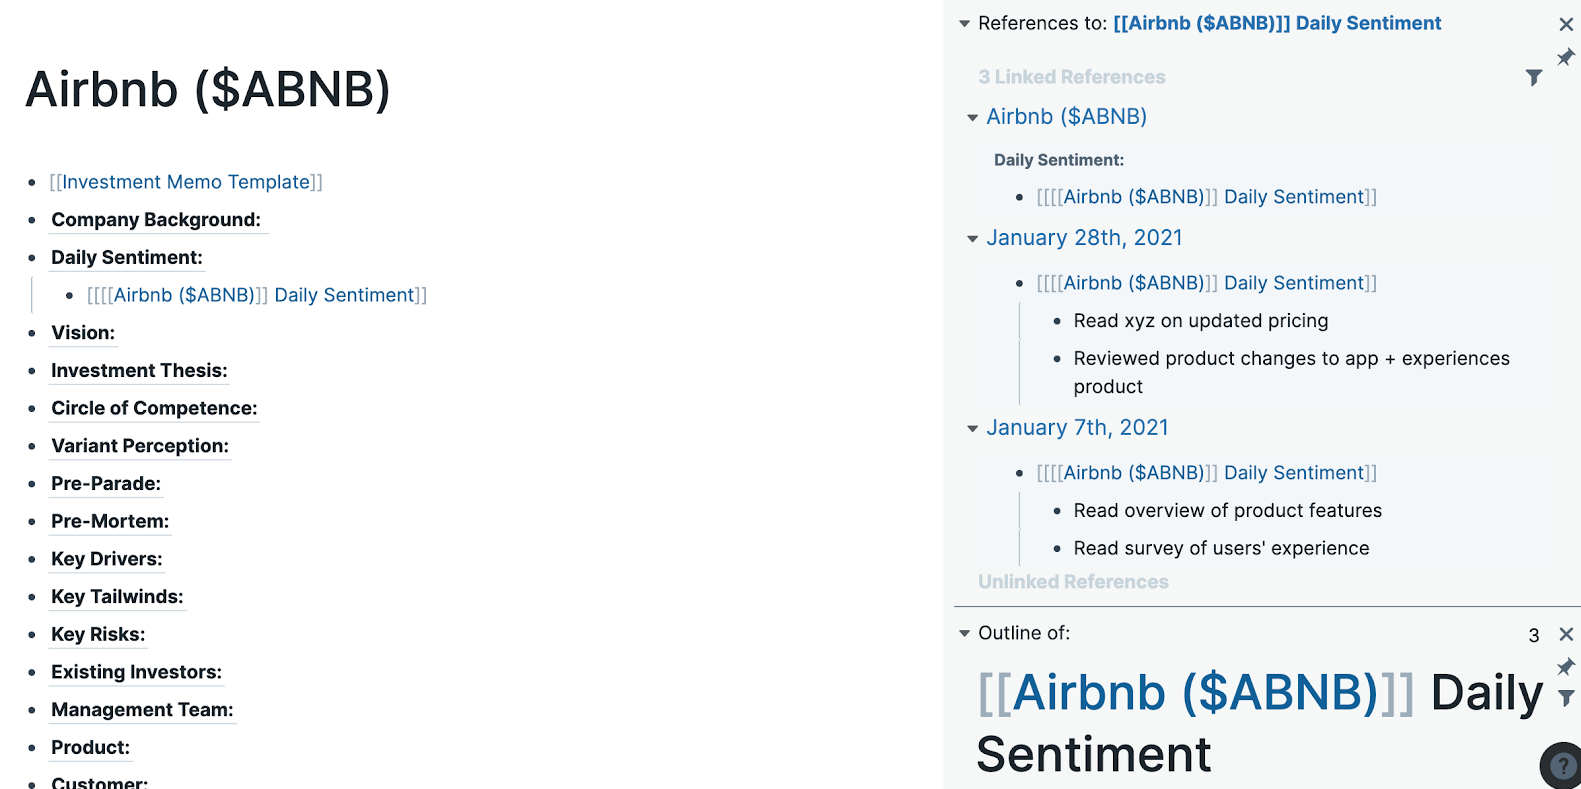 Airbnb ($ABNB)
[[Investment Memo Template]]
Company Background:
Daily Sentiment:
[[[[Airbnb ($ABNB)]] Daily Sentiment]]
Vision:
Investment Thesis:
Circle of Competence:
Variant Perception:
Pre-Parade:
Pre-Mortem:
Key Drivers:
Key Tailwinds:
Key Risks:
Existing Investors:
Management Team:
Product:
Customer:
References to: [[Airbnb ($ABNB)]] Daily Sentiment
3 Linked References
Airbnb ($ABNB)
Daily Sentiment:
[[[[Airbnb ($ABNB)]] Daily Sentiment]]
January 28th, 2021
[[[[Airbnb ($ABNB)]] Daily Sentiment]]
Read xyz on updated pricing
Reviewed product changes to app + experiences
product
January 7th, 2021
[[[[Airbnb ($ABNB)]] Daily Sentiment]]
Read overview of product features
Read survey of users' experience
Unlinked References
Outline of: 3
[[Airbnb ($ABNB)]] Daily
Sentiment
?